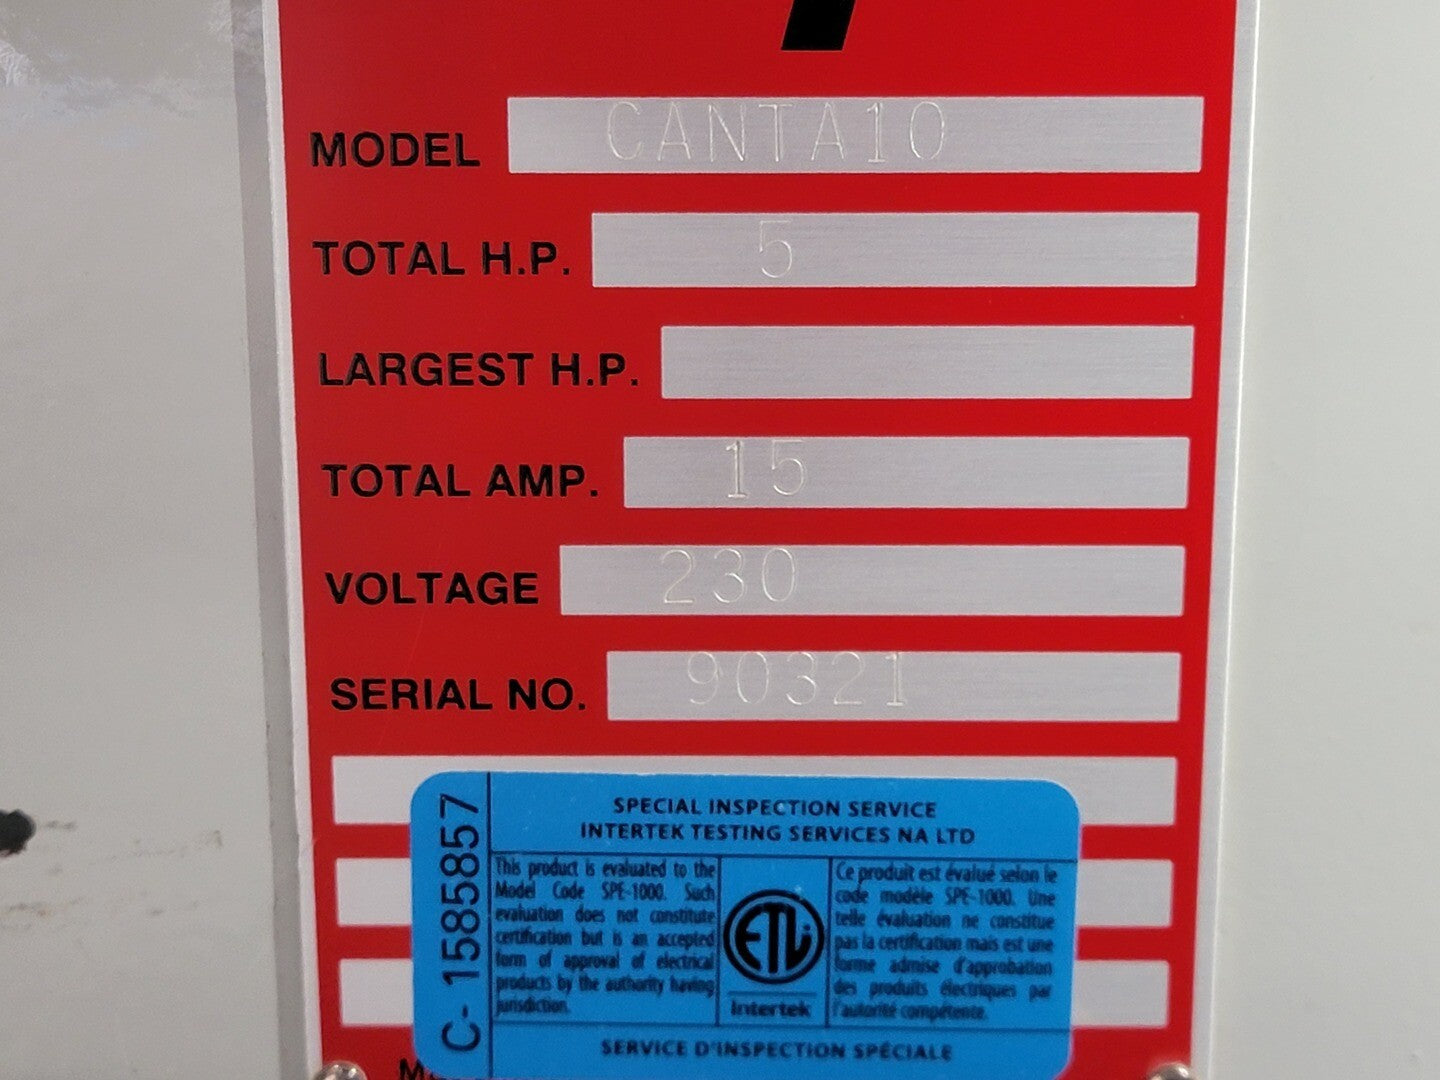 MODEL CANTA10
TOTAL H.P. 5
LARGEST H.P.
TOTAL AMP. 15
VOLTAGE 230
SERIAL NO. 90321
C- 1585857
SPECIAL INSPECTION SERVICE
INTERTEK TESTING SERVICES NA LTD
This product is evaluated to the
Model Code SPE-1000. Such
evaluation does not constitute
certification but is an accepted
form of approval of electrical
products by the authority having
jurisdiction.
ETL
Intertek
Ce produit est évalué selon le
code modèle SPE-1000. Une
telle évaluation ne constitue
pas la certification mais est une
forme admise d'approbation
des produits électriques par
l'autorité compétente.
SERVICE D'INSPECTION SPÉCIALE